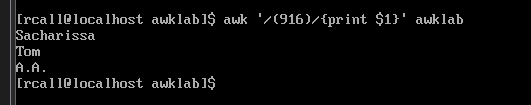 [rcall@localhost awklab]$ awk '/(916)/{print $1}' awklab
Sacharissa
Tom
A.A.
[rcall@localhost awklab]$